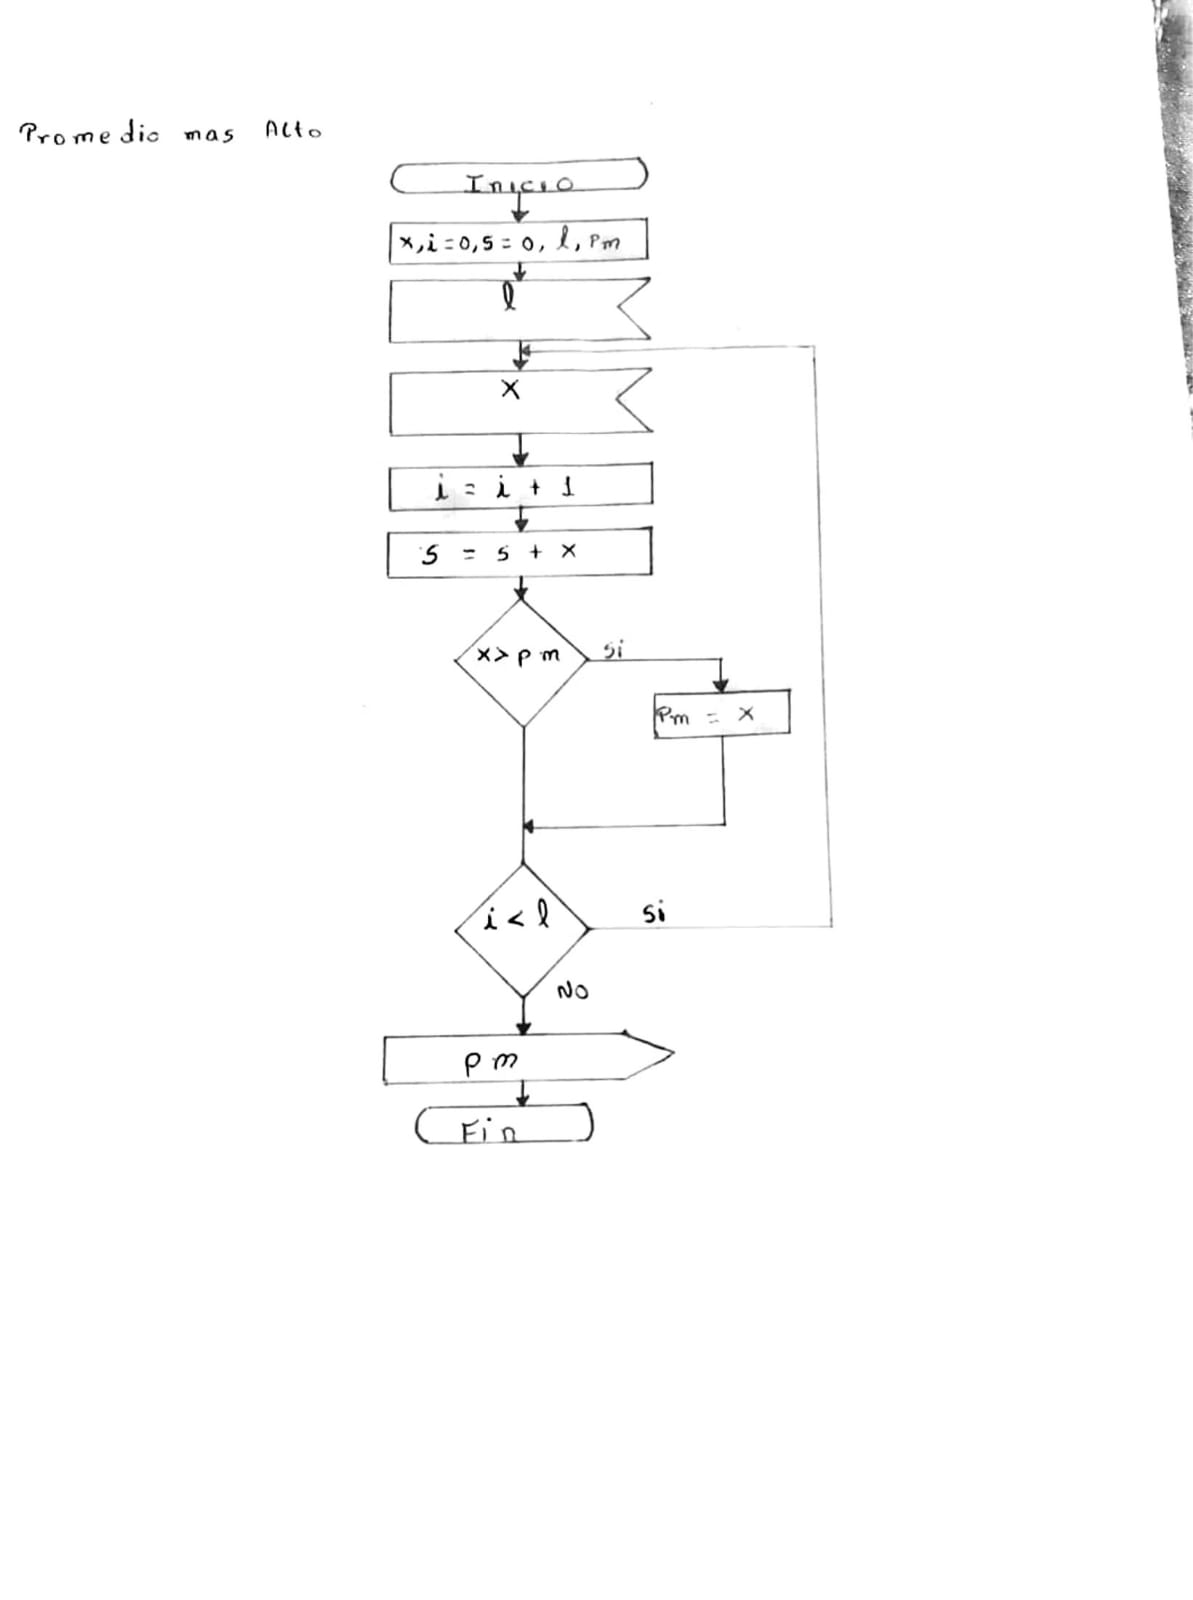 Promedio mas Alto
Inicio
x, i = 0, s = 0, l, Pm
l
x
i = i + 1
s = s + x
x > pm
si
Pm = x
i < l
si
NO
pm
Fin